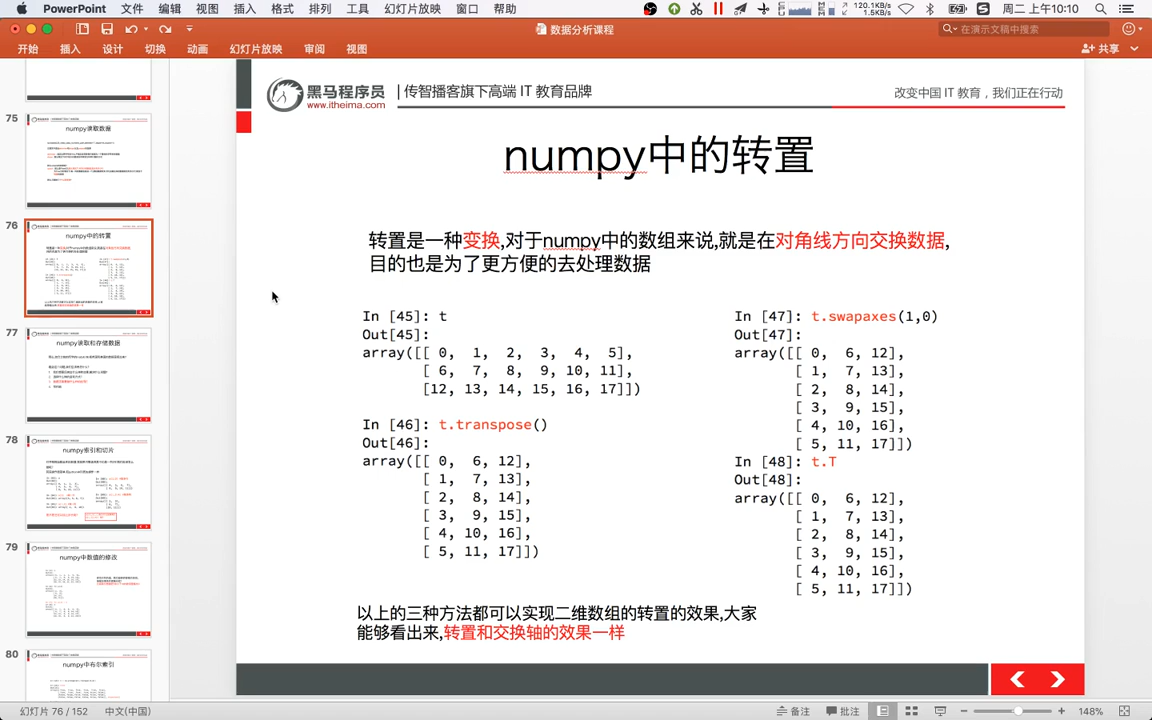 PowerPoint 文件 编辑 视图 插入 格式 排列 工具 幻灯片放映 窗口 帮助 120.1KB/s 1.5KB/s 周二 上午10:10
数据分析课程
在演示文稿中搜索
开始 插入 设计 切换 动画 幻灯片放映 审阅 视图 共享
75
numpy读取数据
76
numpy中的转置
77
numpy读取和存储数据
78
numpy索引和切片
79
numpy中数值的修改
80
numpy中布尔索引
黑马程序员
www.itheima.com
传智播客旗下高端 IT 教育品牌
改变中国 IT 教育，我们正在行动
numpy中的转置
转置是一种变换,对于numpy中的数组来说,就是在对角线方向交换数据,
目的也是为了更方便的去处理数据
In [45]: t
Out[45]:
array([[ 0, 1, 2, 3, 4, 5],
[ 6, 7, 8, 9, 10, 11],
[12, 13, 14, 15, 16, 17]])
In [46]: t.transpose()
Out[46]:
array([[ 0, 6, 12],
[ 1, 7, 13],
[ 2, 8, 14],
[ 3, 9, 15],
[ 4, 10, 16],
[ 5, 11, 17]])
In [47]: t.swapaxes(1,0)
Out[47]:
array([[ 0, 6, 12],
[ 1, 7, 13],
[ 2, 8, 14],
[ 3, 9, 15],
[ 4, 10, 16],
[ 5, 11, 17]])
In [48]: t.T
Out[48]:
array([[ 0, 6, 12],
[ 1, 7, 13],
[ 2, 8, 14],
[ 3, 9, 15],
[ 4, 10, 16],
[ 5, 11, 17]])
以上的三种方法都可以实现二维数组的转置的效果,大家
能够看出来,转置和交换轴的效果一样
幻灯片 76 / 152 中文(中国) 备注 批注 148%